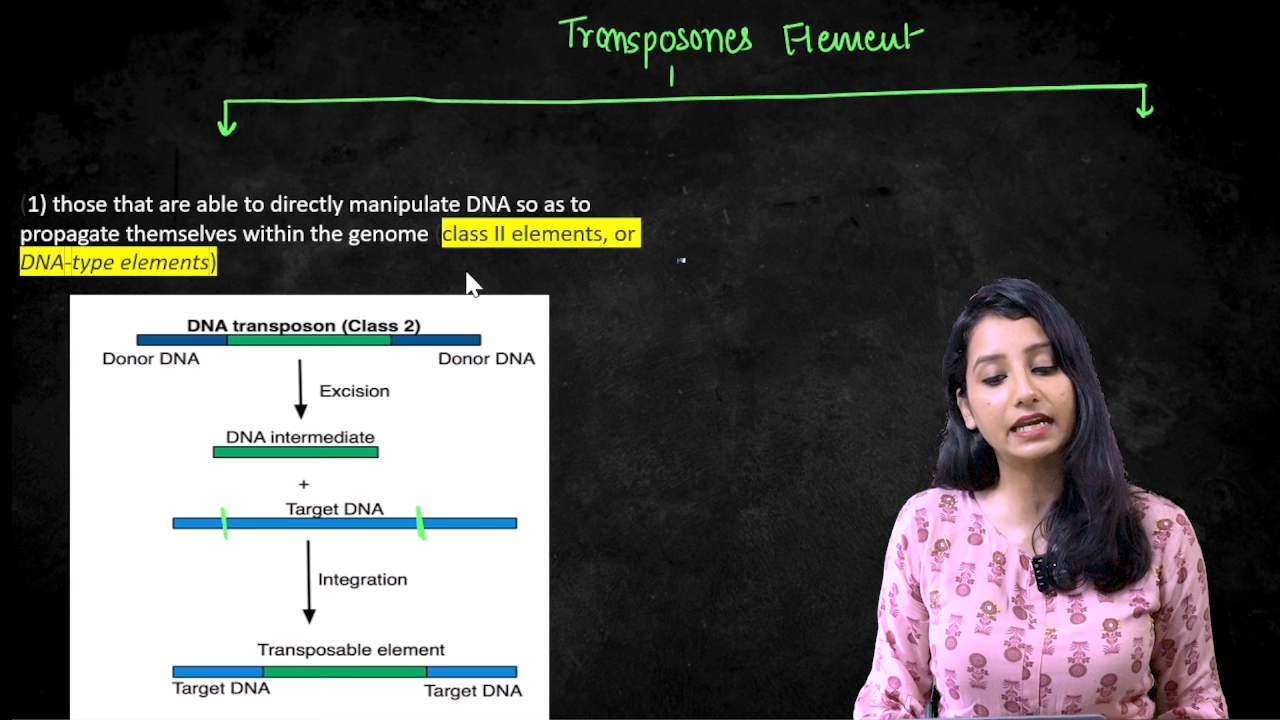 Transposones Element
(1) those that are able to directly manipulate DNA so as to
propagate themselves within the genome (class II elements, or
DNA-type elements)
DNA transposon (Class 2)
Donor DNA Donor DNA
Excision
DNA intermediate
+
Target DNA
Integration
Transposable element
Target DNA Target DNA